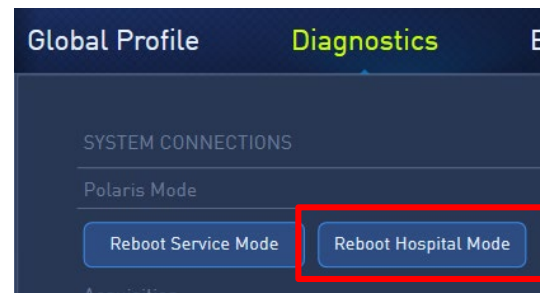 Global Profile Diagnostics
SYSTEM CONNECTIONS
Polaris Mode
Reboot Service Mode Reboot Hospital Mode